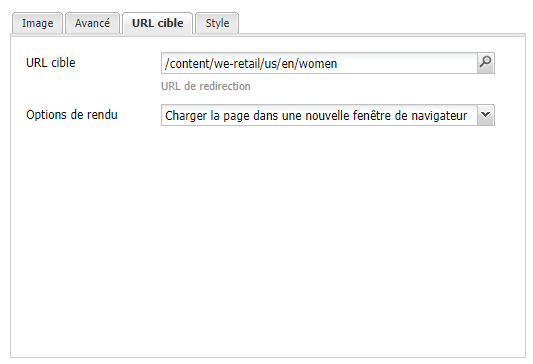 Image Avancé URL cible Style
URL cible /content/we-retail/us/en/women
URL de redirection
Options de rendu Charger la page dans une nouvelle fenêtre de navigateur